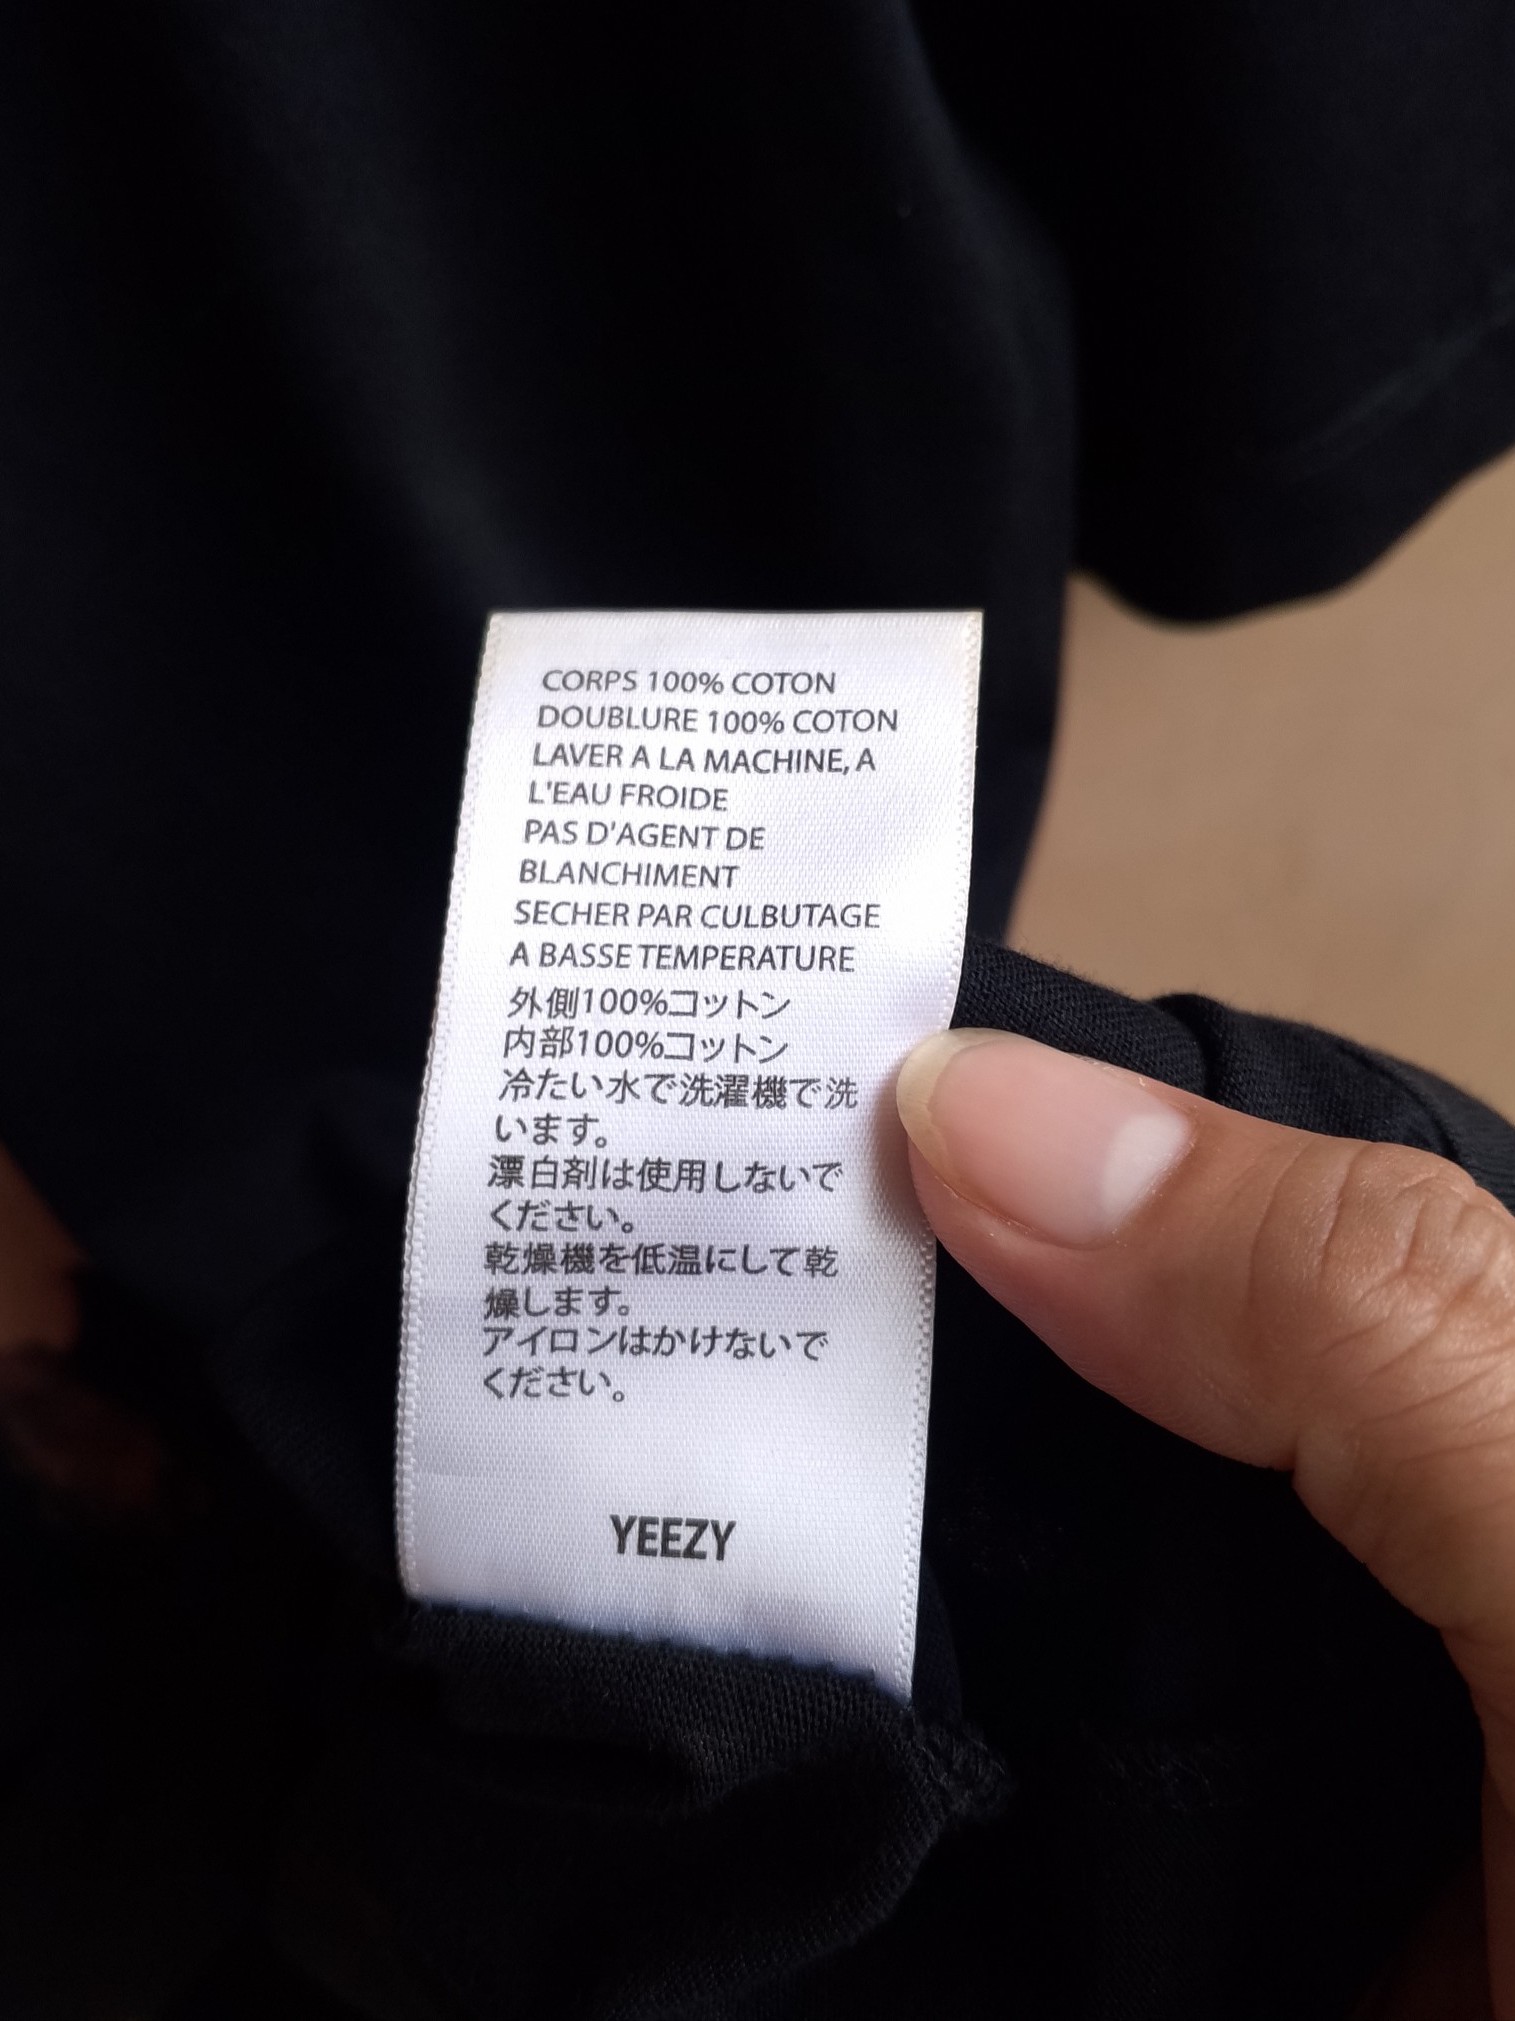 CORPS 100% COTON
DOUBLURE 100% COTON
LAVER A LA MACHINE, A
L'EAU FROIDE
PAS D'AGENT DE
BLANCHIMENT
SECHER PAR CULBUTAGE
A BASSE TEMPERATURE
外側100%コットン
内部100%コットン
冷たい水で洗濯機で洗
います。
漂白剤は使用しないで
ください。
乾燥機を低温にして乾
燥します。
アイロンはかけないで
ください。
YEEZY